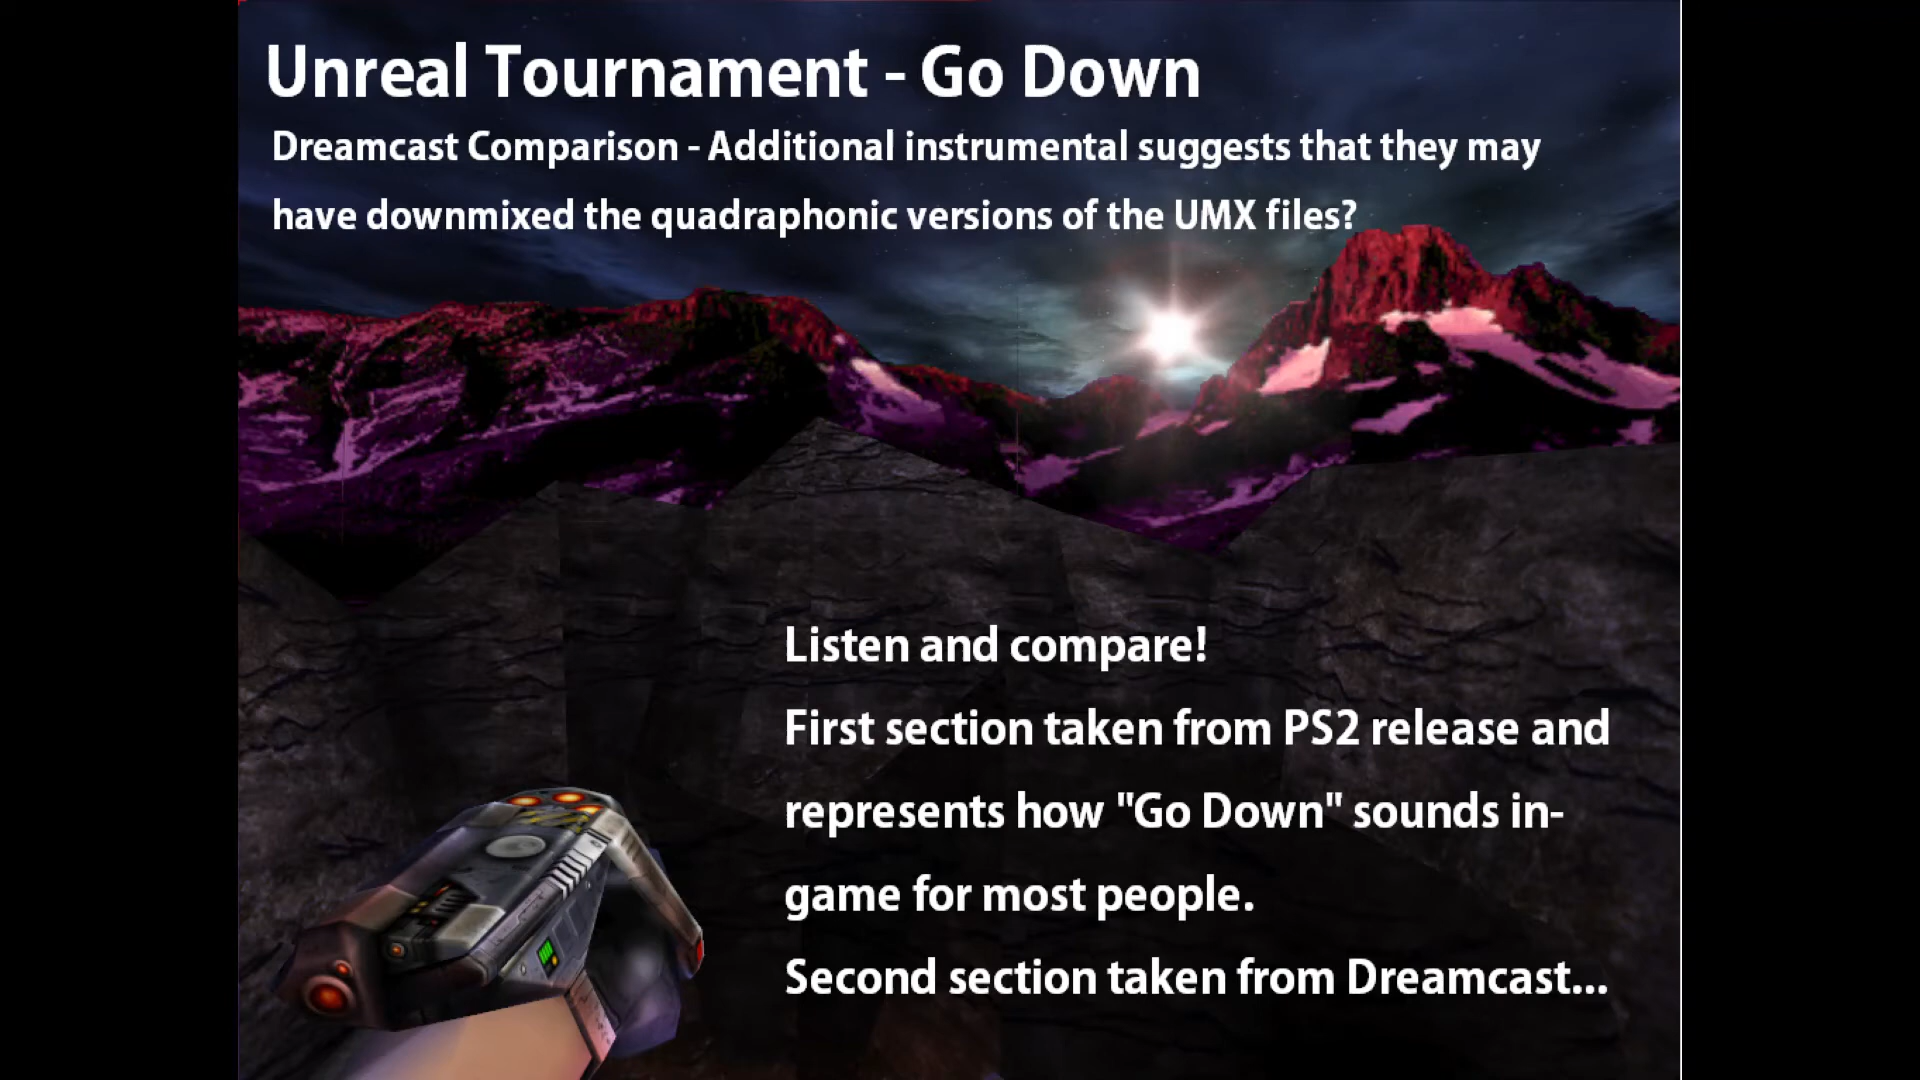 Unreal Tournament - Go Down
Dreamcast Comparison - Additional instrumental suggests that they may
have downmixed the quadraphonic versions of the UMX files?
Listen and compare!
First section taken from PS2 release and
represents how "Go Down" sounds in-
game for most people.
Second section taken from Dreamcast...